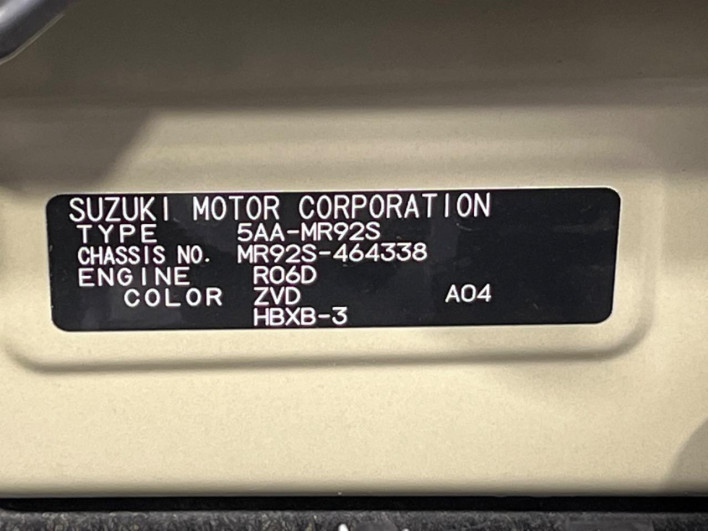 SUZUKI MOTOR CORPORATION
TYPE 5AA-MR92S
CHASSIS NO. MR92S-464338
ENGINE R06D
COLOR ZVD A04
HBXB-3